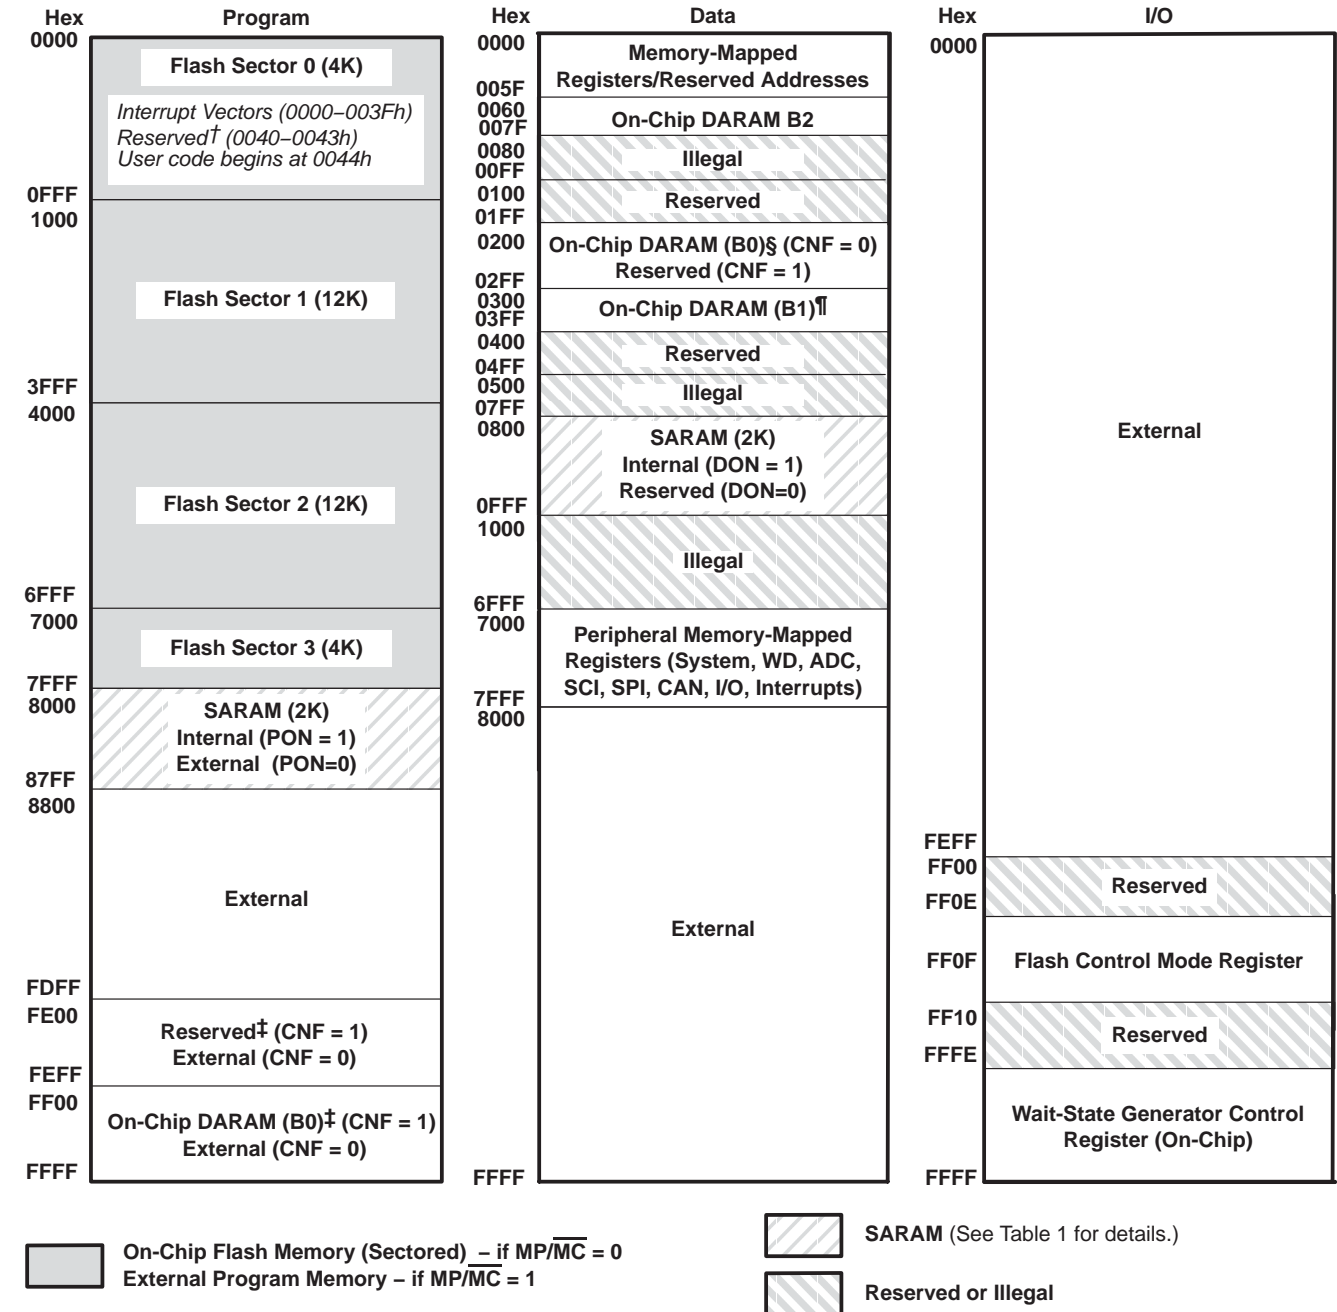 Hex Program
0000
Flash Sector 0 (4K)
Interrupt Vectors (0000–003Fh)
Reserved† (0040–0043h)
User code begins at 0044h
0FFF
1000
Flash Sector 1 (12K)
3FFF
4000
Flash Sector 2 (12K)
6FFF
7000
Flash Sector 3 (4K)
7FFF
8000
SARAM (2K)
Internal (PON = 1)
External (PON=0)
87FF
8800
External
FDFF
FE00
Reserved‡ (CNF = 1)
External (CNF = 0)
FEFF
FF00
On-Chip DARAM (B0)‡ (CNF = 1)
External (CNF = 0)
FFFF
Hex Data
0000
Memory-Mapped
Registers/Reserved Addresses
005F
0060
On-Chip DARAM B2
007F
0080
Illegal
00FF
0100
Reserved
01FF
0200
On-Chip DARAM (B0)§ (CNF = 0)
Reserved (CNF = 1)
02FF
0300
On-Chip DARAM (B1)¶
03FF
0400
Reserved
04FF
0500
Illegal
07FF
0800
SARAM (2K)
Internal (DON = 1)
Reserved (DON=0)
0FFF
1000
Illegal
6FFF
7000
Peripheral Memory-Mapped
Registers (System, WD, ADC,
SCI, SPI, CAN, I/O, Interrupts)
7FFF
8000
External
FFFF
Hex I/O
0000
External
FEFF
FF00
Reserved
FF0E
FF0F Flash Control Mode Register
FF10
Reserved
FFFE
Wait-State Generator Control
Register (On-Chip)
FFFF
On-Chip Flash Memory (Sectored) – if MP/M̅C̅ = 0
External Program Memory – if MP/M̅C̅ = 1
SARAM (See Table 1 for details.)
Reserved or Illegal